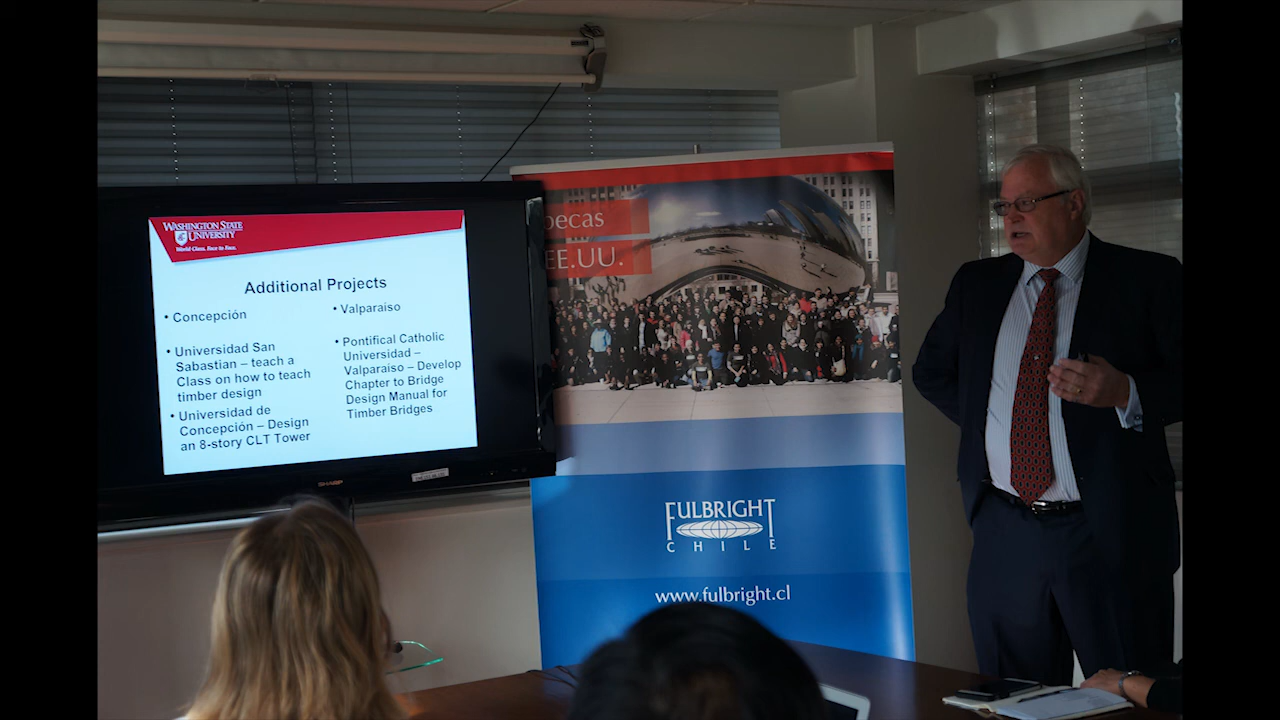 WASHINGTON STATE
UNIVERSITY
World Class. Face to Face.
Additional Projects
• Concepción
• Universidad San
Sabastian – teach a
Class on how to teach
timber design
• Universidad de
Concepción – Design
an 8-story CLT Tower
• Valparaiso
• Pontifical Catholic
Universidad –
Valparaiso – Develop
Chapter to Bridge
Design Manual for
Timber Bridges
SHARP
becas
EE.UU.
FULBRIGHT
CHILE
www.fulbright.cl